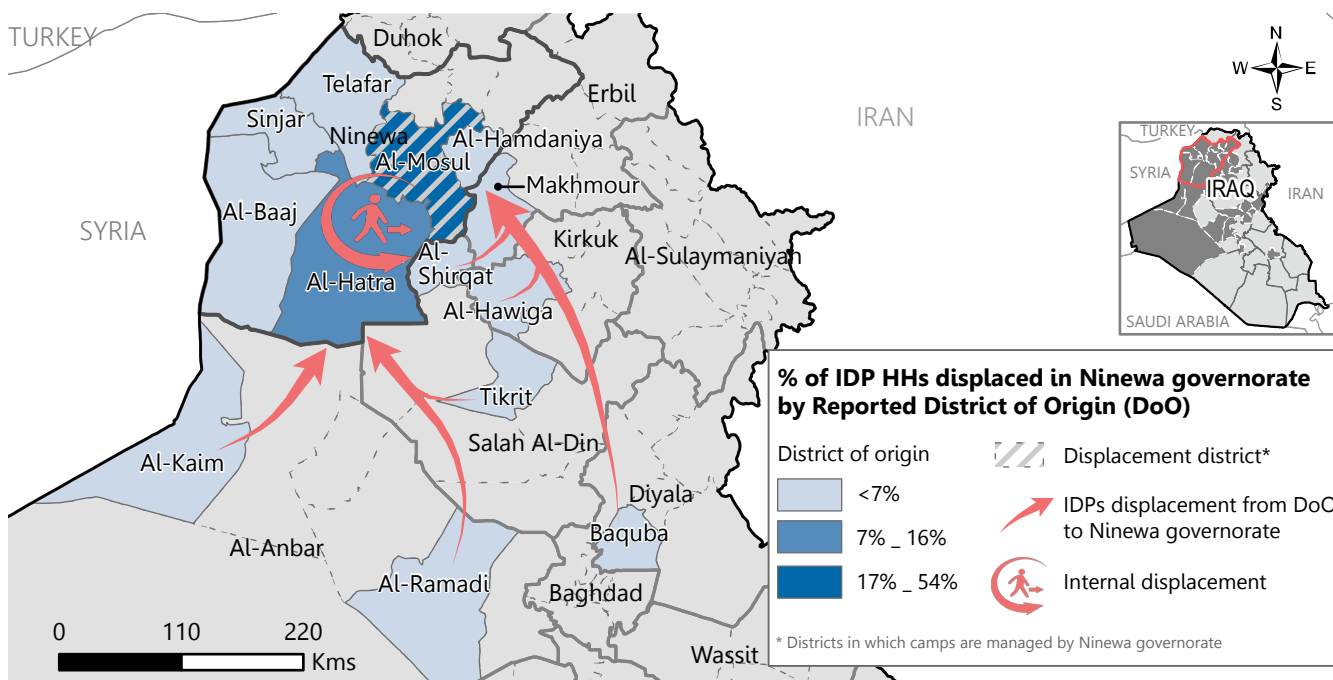 TURKEY
Duhok
Telafar
Erbil
Sinjar
Ninewa
Al-Hamdaniya
Al-Mosul
IRAN
Makhmour
SYRIA
Al-Baaj
Kirkuk
Al-Sulaymaniyah
Al-
Shirqat
Al-Hatra
Al-Hawiga
Tikrit
Salah Al-Din
Al-Kaim
Diyala
Baquba
Al-Anbar
Al-Ramadi
Baghdad
Wassit
0 110 220
Kms
N
W E
S
TURKEY
SYRIA
IRAQ
IRAN
SAUDI ARABIA
% of IDP HHs displaced in Ninewa governorate
by Reported District of Origin (DoO)
District of origin
<7%
7% _ 16%
17% _ 54%
Displacement district*
IDPs displacement from DoO
to Ninewa governorate
Internal displacement
* Districts in which camps are managed by Ninewa governorate